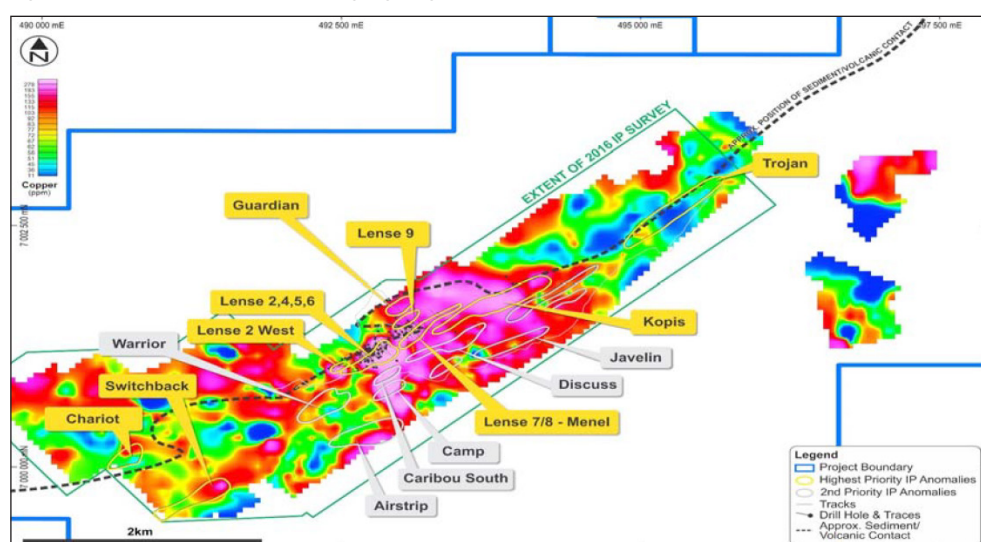 490 000 mE
492 500 mE
495 000 mE
497 500 mE
N
Copper
(ppm)
APPROX. POSITION OF SEDIMENT/VOLCANIC CONTACT
EXTENT OF 2016 IP SURVEY
7 002 500 mN
7 000 000 mN
Trojan
Guardian
Lense 9
Lense 2,4,5,6
Lense 2 West
Warrior
Switchback
Chariot
Kopis
Javelin
Discuss
Lense 7/8 - Menel
Camp
Caribou South
Airstrip
2km
Legend
Project Boundary
Highest Priority IP Anomalies
2nd Priority IP Anomalies
Tracks
Drill Hole & Traces
Approx. Sediment/
Volcanic Contact